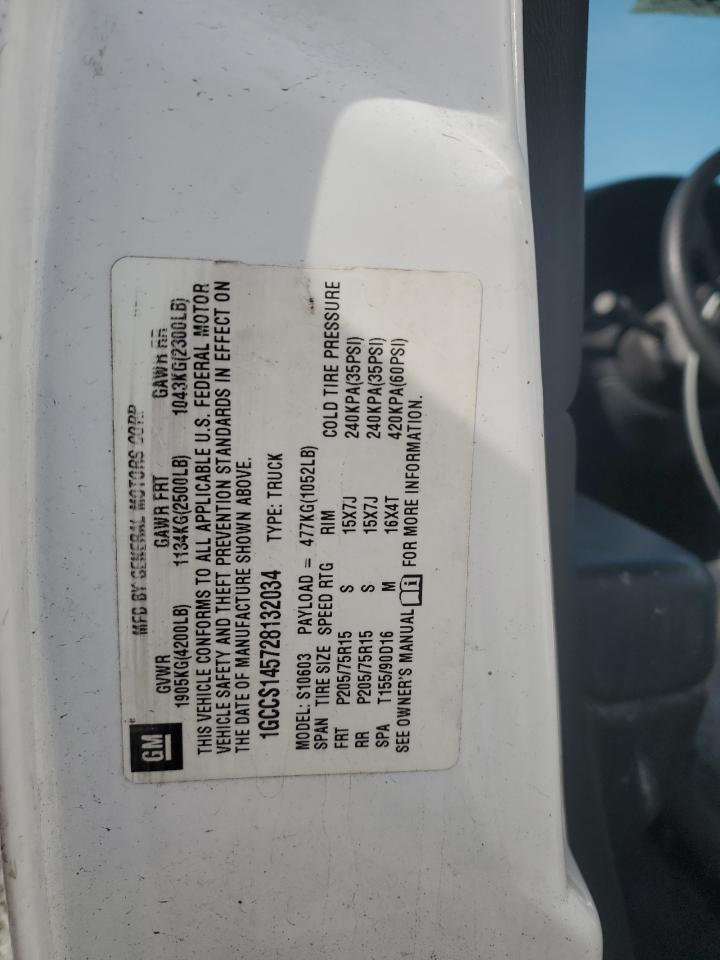 GM
MFD BY GENERAL MOTORS CORP
GVWR GAWR FRT GAWR RR
1905KG(4200LB) 1134KG(2500LB) 1043KG(2300LB)
THIS VEHICLE CONFORMS TO ALL APPLICABLE U.S. FEDERAL MOTOR
VEHICLE SAFETY AND THEFT PREVENTION STANDARDS IN EFFECT ON
THE DATE OF MANUFACTURE SHOWN ABOVE.
1GCCS145728132034 TYPE: TRUCK
MODEL: S10603 PAYLOAD = 477KG(1052LB)
SPAN TIRE SIZE SPEED RTG RIM COLD TIRE PRESSURE
FRT P205/75R15 S 15X7J 240KPA(35PSI)
RR P205/75R15 S 15X7J 240KPA(35PSI)
SPA T155/90D16 M 16X4T 420KPA(60PSI)
SEE OWNER'S MANUAL FOR MORE INFORMATION.